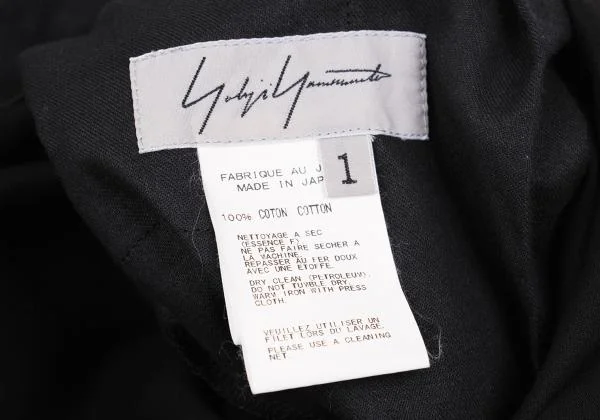 Yohji Yamamoto
1
FABRIQUE AU J
MADE IN JAP
100% COTON COTTON
NETTOYAGE A SEC
(ESSENCE F)
NE PAS FAIRE SECHER A
LA MACHINE.
REPASSER AU FER DOUX
AVEC UNE ETOFFE.
DRY CLEAN (PETROLEUM).
DO NOT TUMBLE DRY.
WARM IRON WITH PRESS
CLOTH.
VEUILLEZ UTILISER UN
FILET LORS DU LAVAGE.
PLEASE USE A CLEANING
NET